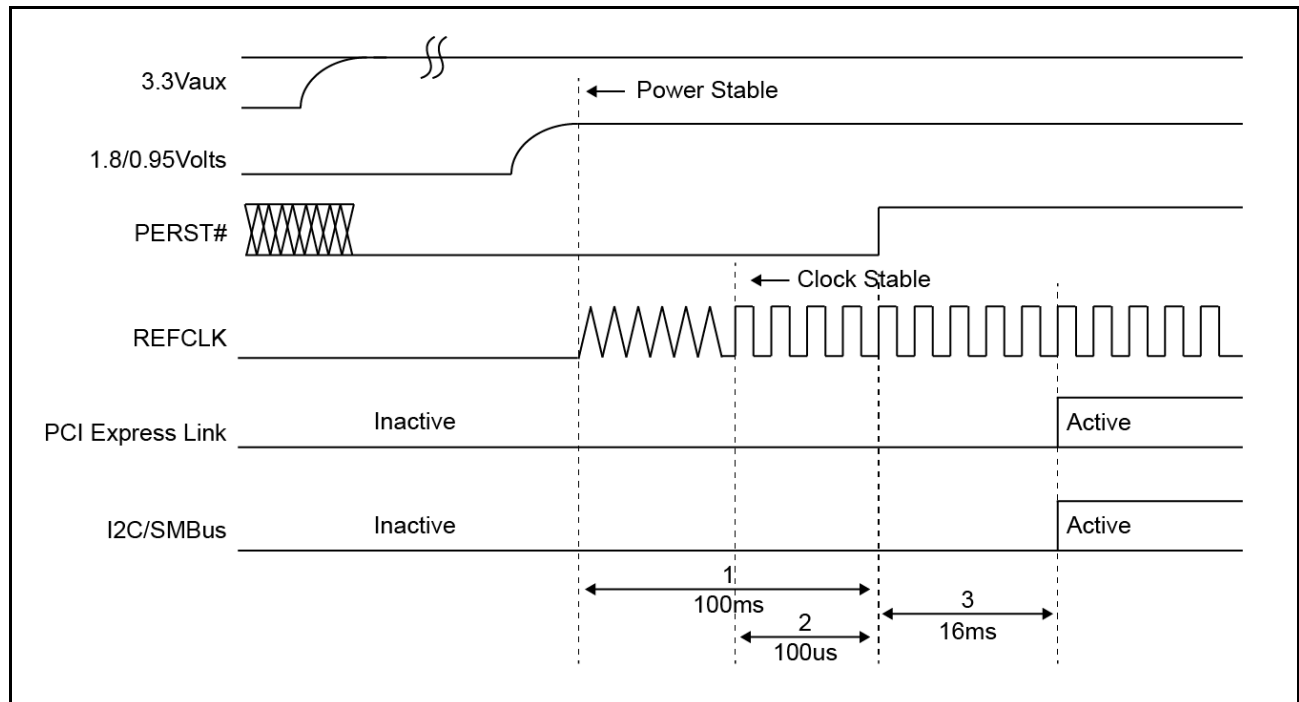 3.3Vaux
← Power Stable
1.8/0.95Volts
PERST#
← Clock Stable
REFCLK
PCI Express Link
Inactive
Active
I2C/SMBus
Inactive
Active
1
100ms
2
100us
3
16ms